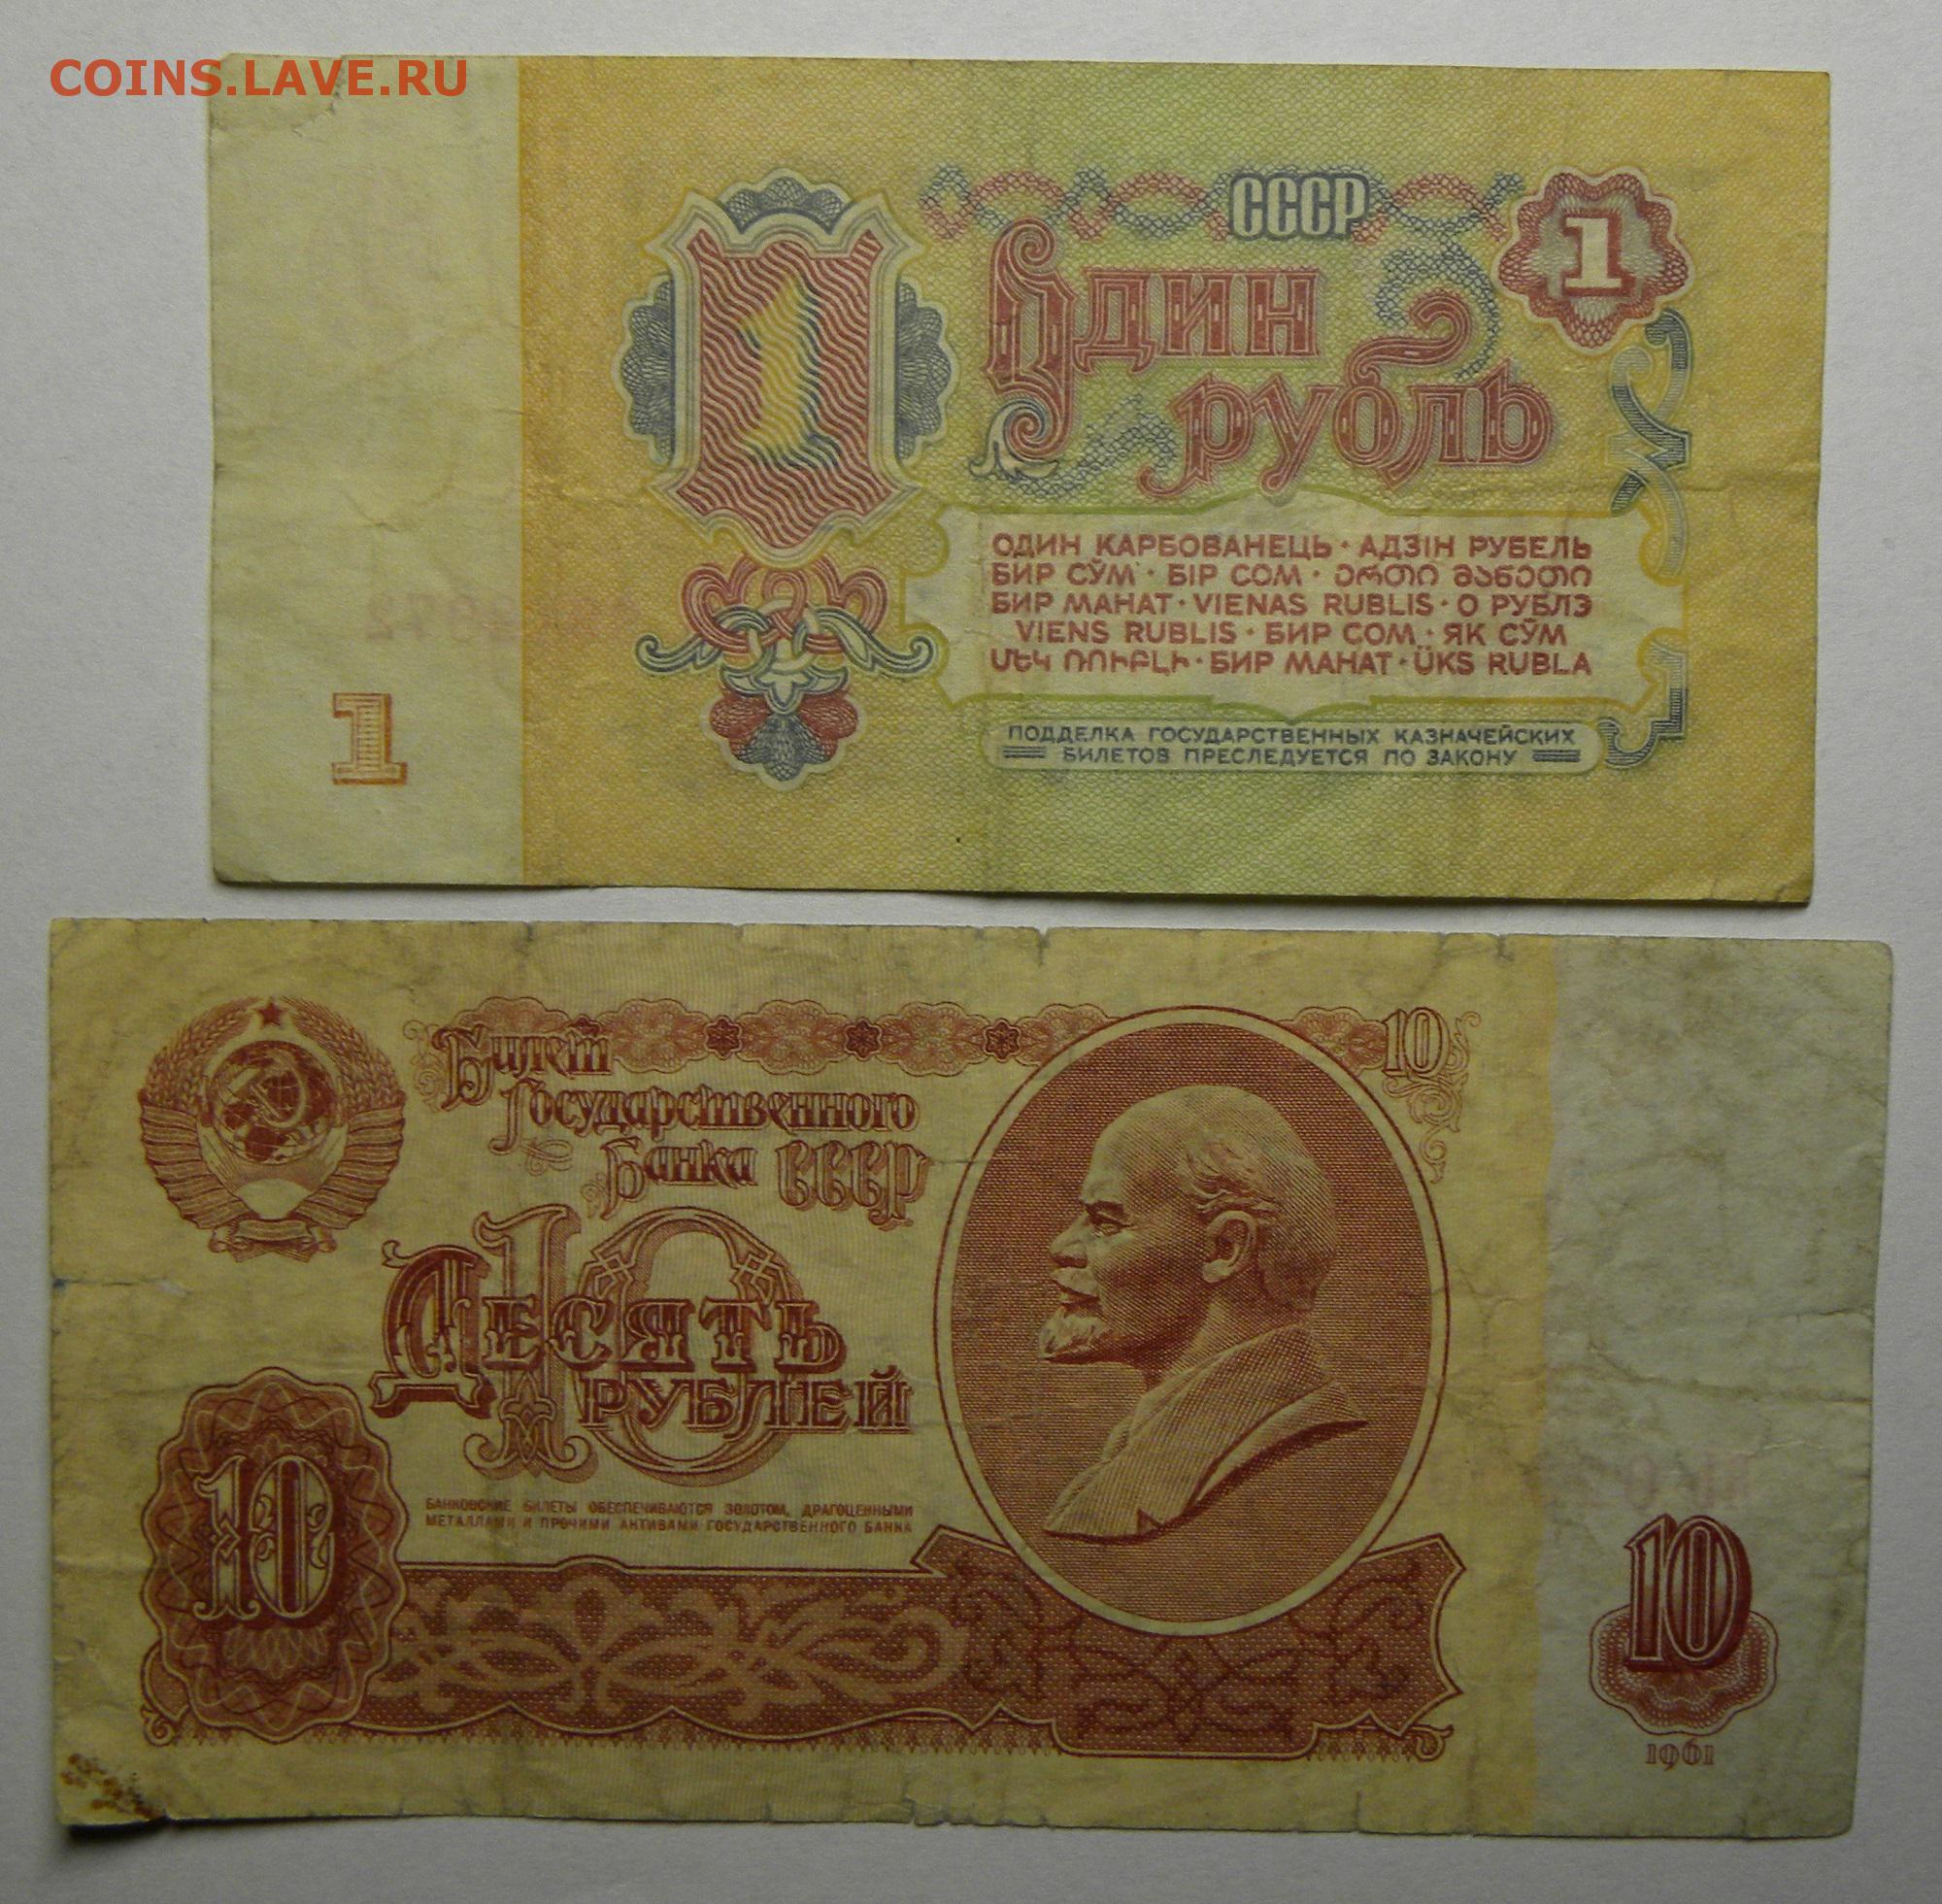 COINS.LAVE.RU
СССР
1
1
Один
рубль
ОДИН КАРБОВАНЕЦЬ · АДЗІН РУБЕЛЬ
БИР СЎМ · БІР СОМ · ერთი მანეთი
БИР МАНАТ · VIENAS RUBLIS · О РУБЛЭ
VIENS RUBLIS · БИР СОМ · ЯК СӮМ
ՄԵԿ ՌՈՒԲԼԻ · БИР МАНАТ · ÜKS RUBLA
1
ПОДДЕЛКА ГОСУДАРСТВЕННЫХ КАЗНАЧЕЙСКИХ
БИЛЕТОВ ПРЕСЛЕДУЕТСЯ ПО ЗАКОНУ
Билет
Государственного
Банка СССР
10
10
Десять
рублей
10
БАНКОВСКИЕ БИЛЕТЫ ОБЕСПЕЧИВАЮТСЯ ЗОЛОТОМ, ДРАГОЦЕННЫМИ
МЕТАЛЛАМИ И ПРОЧИМИ АКТИВАМИ ГОСУДАРСТВЕННОГО БАНКА
10
1961